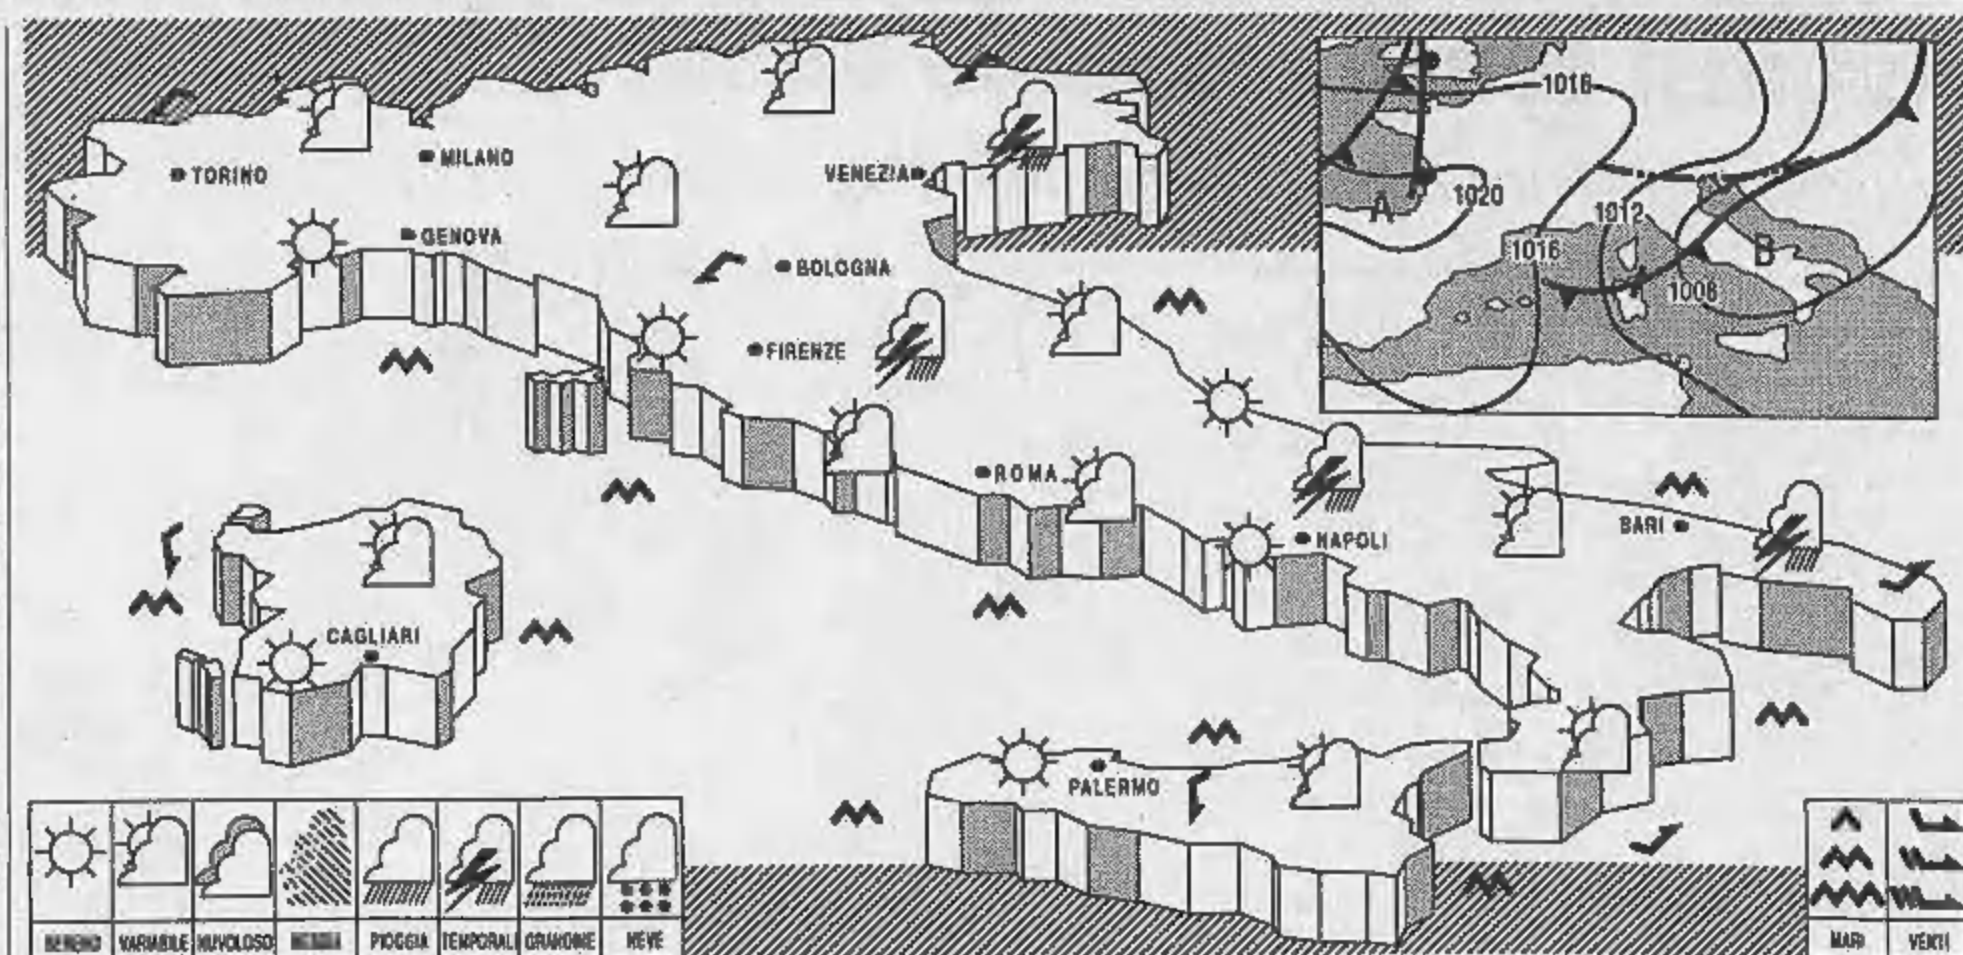 1016
TORINO
MILANO
VENEZIA
A
1020
GENOVA
1012
1016
B
BOLOGNA
1008
FIRENZE
ROMA
NAPOLI
BARI
CAGLIARI
PALERMO
SERENO VARIABILE NUVOLOSO NEBBIA PIOGGIA TEMPORALI GRANDINE NEVE
MARI VENTI